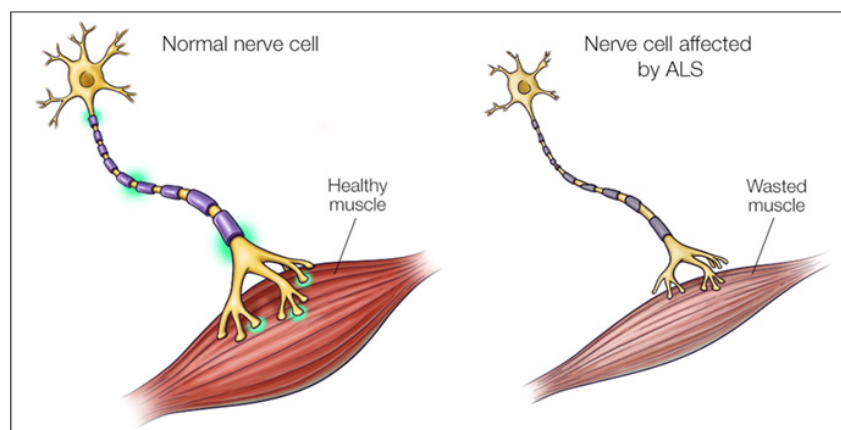 Normal nerve cell
Nerve cell affected
by ALS
Healthy
muscle
Wasted
muscle